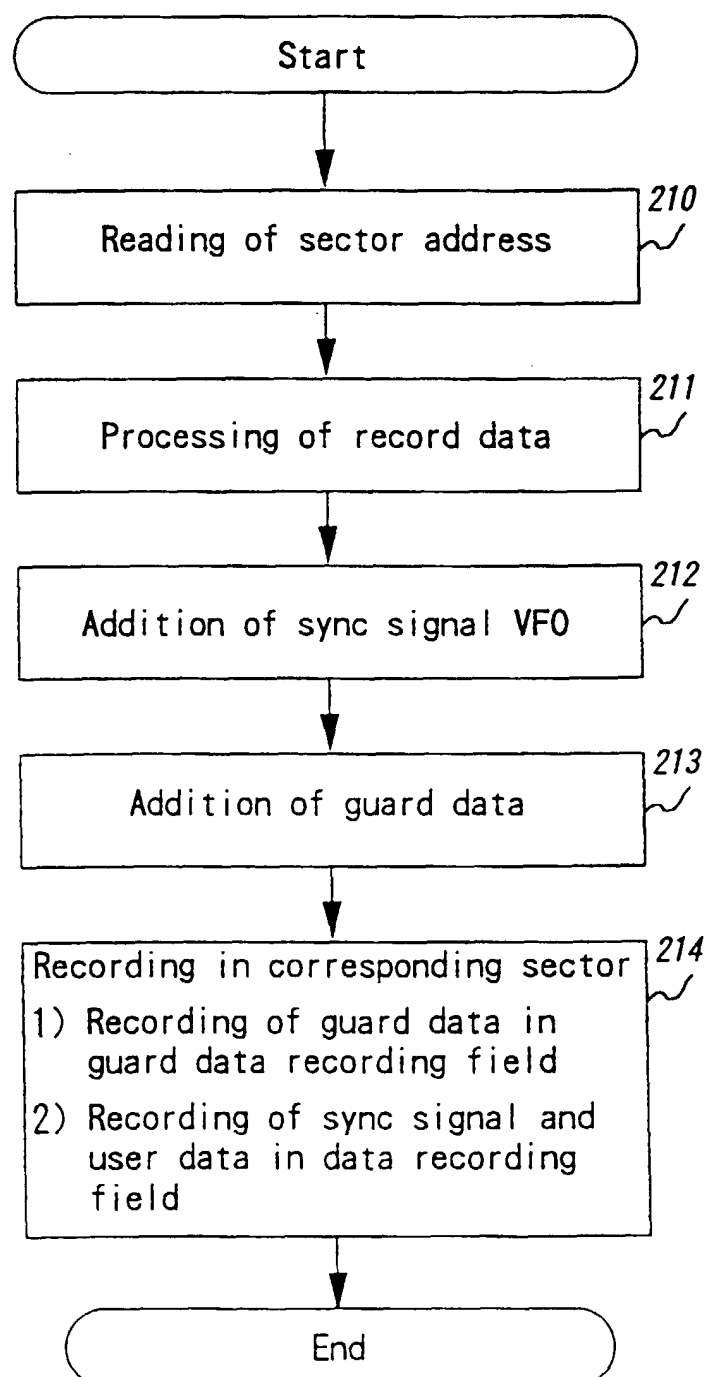 Start
210
Reading of sector address
211
Processing of record data
212
Addition of sync signal VFO
213
Addition of guard data
214
Recording in corresponding sector
1) Recording of guard data in
guard data recording field
2) Recording of sync signal and
user data in data recording
field
End